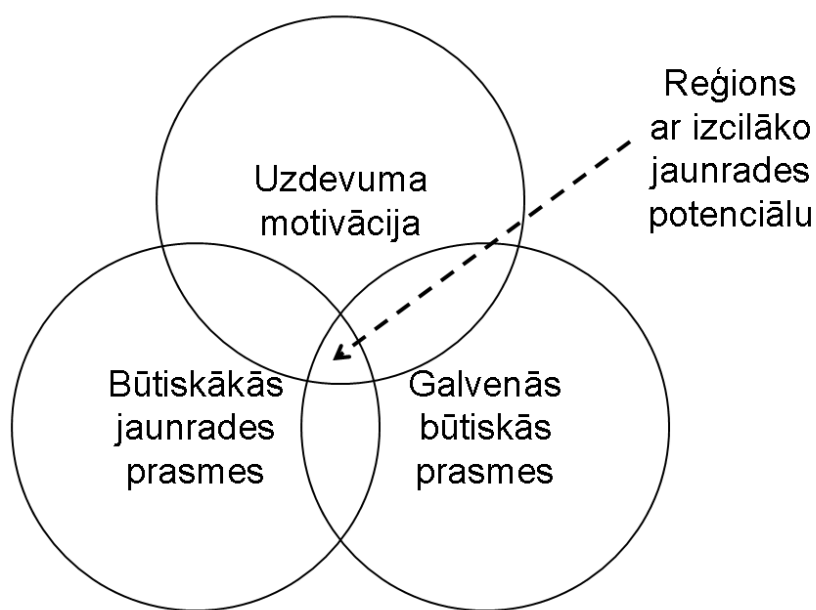 Reģions
ar izcilāko
jaunrades
potenciālu
Uzdevuma
motivācija
Būtiskākās
jaunrades
prasmes
Galvenās
būtiskās
prasmes